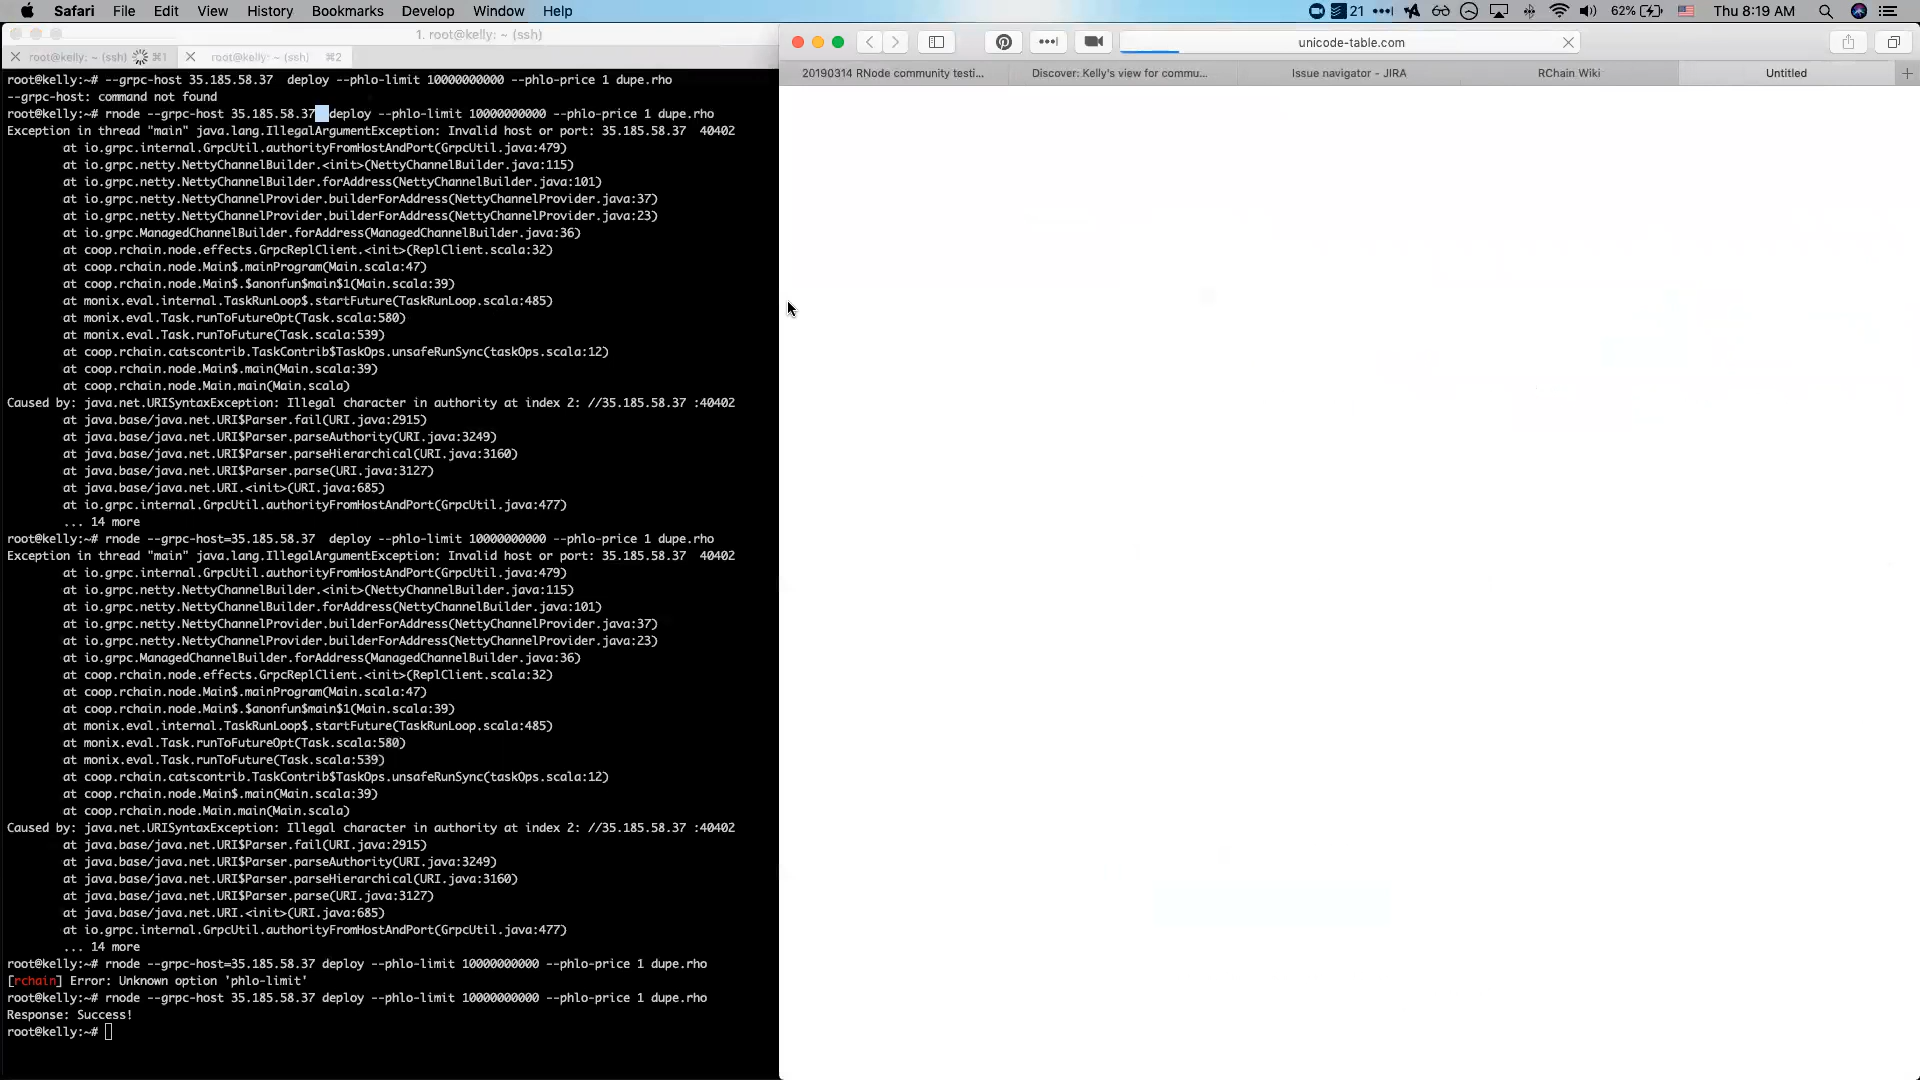 Safari File Edit View History Bookmarks Develop Window Help 21 62% Thu 8:19 AM
1. root@kelly: ~ (ssh)
root@kelly: ~ (ssh) ⌘1 root@kelly: ~ (ssh) ⌘2
root@kelly:~# --grpc-host 35.185.58.37  deploy --phlo-limit 10000000000 --phlo-price 1 dupe.rho
--grpc-host: command not found
root@kelly:~# rnode --grpc-host 35.185.58.37  deploy --phlo-limit 10000000000 --phlo-price 1 dupe.rho
Exception in thread "main" java.lang.IllegalArgumentException: Invalid host or port: 35.185.58.37  40402
at io.grpc.internal.GrpcUtil.authorityFromHostAndPort(GrpcUtil.java:479)
at io.grpc.netty.NettyChannelBuilder.<init>(NettyChannelBuilder.java:115)
at io.grpc.netty.NettyChannelBuilder.forAddress(NettyChannelBuilder.java:101)
at io.grpc.netty.NettyChannelProvider.builderForAddress(NettyChannelProvider.java:37)
at io.grpc.netty.NettyChannelProvider.builderForAddress(NettyChannelProvider.java:23)
at io.grpc.ManagedChannelBuilder.forAddress(ManagedChannelBuilder.java:36)
at coop.rchain.node.effects.GrpcReplClient.<init>(ReplClient.scala:32)
at coop.rchain.node.Main$.mainProgram(Main.scala:47)
at coop.rchain.node.Main$.$anonfun$main$1(Main.scala:39)
at monix.eval.internal.TaskRunLoop$.startFuture(TaskRunLoop.scala:485)
at monix.eval.Task.runToFutureOpt(Task.scala:580)
at monix.eval.Task.runToFuture(Task.scala:539)
at coop.rchain.catscontrib.TaskContrib$TaskOps.unsafeRunSync(taskOps.scala:12)
at coop.rchain.node.Main$.main(Main.scala:39)
at coop.rchain.node.Main.main(Main.scala)
Caused by: java.net.URISyntaxException: Illegal character in authority at index 2: //35.185.58.37 :40402
at java.base/java.net.URI$Parser.fail(URI.java:2915)
at java.base/java.net.URI$Parser.parseAuthority(URI.java:3249)
at java.base/java.net.URI$Parser.parseHierarchical(URI.java:3160)
at java.base/java.net.URI$Parser.parse(URI.java:3127)
at java.base/java.net.URI.<init>(URI.java:685)
at io.grpc.internal.GrpcUtil.authorityFromHostAndPort(GrpcUtil.java:477)
... 14 more
root@kelly:~# rnode --grpc-host=35.185.58.37  deploy --phlo-limit 10000000000 --phlo-price 1 dupe.rho
Exception in thread "main" java.lang.IllegalArgumentException: Invalid host or port: 35.185.58.37  40402
at io.grpc.internal.GrpcUtil.authorityFromHostAndPort(GrpcUtil.java:479)
at io.grpc.netty.NettyChannelBuilder.<init>(NettyChannelBuilder.java:115)
at io.grpc.netty.NettyChannelBuilder.forAddress(NettyChannelBuilder.java:101)
at io.grpc.netty.NettyChannelProvider.builderForAddress(NettyChannelProvider.java:37)
at io.grpc.netty.NettyChannelProvider.builderForAddress(NettyChannelProvider.java:23)
at io.grpc.ManagedChannelBuilder.forAddress(ManagedChannelBuilder.java:36)
at coop.rchain.node.effects.GrpcReplClient.<init>(ReplClient.scala:32)
at coop.rchain.node.Main$.mainProgram(Main.scala:47)
at coop.rchain.node.Main$.$anonfun$main$1(Main.scala:39)
at monix.eval.internal.TaskRunLoop$.startFuture(TaskRunLoop.scala:485)
at monix.eval.Task.runToFutureOpt(Task.scala:580)
at monix.eval.Task.runToFuture(Task.scala:539)
at coop.rchain.catscontrib.TaskContrib$TaskOps.unsafeRunSync(taskOps.scala:12)
at coop.rchain.node.Main$.main(Main.scala:39)
at coop.rchain.node.Main.main(Main.scala)
Caused by: java.net.URISyntaxException: Illegal character in authority at index 2: //35.185.58.37 :40402
at java.base/java.net.URI$Parser.fail(URI.java:2915)
at java.base/java.net.URI$Parser.parseAuthority(URI.java:3249)
at java.base/java.net.URI$Parser.parseHierarchical(URI.java:3160)
at java.base/java.net.URI$Parser.parse(URI.java:3127)
at java.base/java.net.URI.<init>(URI.java:685)
at io.grpc.internal.GrpcUtil.authorityFromHostAndPort(GrpcUtil.java:477)
... 14 more
root@kelly:~# rnode --grpc-host=35.185.58.37 deploy --phlo-limit 10000000000 --phlo-price 1 dupe.rho
[rchain] Error: Unknown option 'phlo-limit'
root@kelly:~# rnode --grpc-host 35.185.58.37 deploy --phlo-limit 10000000000 --phlo-price 1 dupe.rho
Response: Success!
root@kelly:~#
unicode-table.com
20190314 RNode community testi... Discover: Kelly's view for commu... Issue navigator - JIRA RChain Wiki Untitled